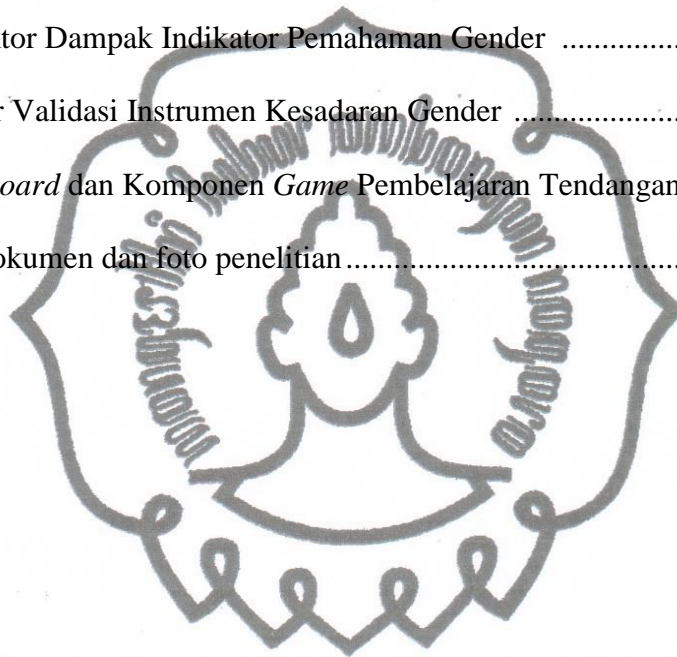 tor Dampak Indikator Pemahaman Gender ................
r Validasi Instrumen Kesadaran Gender ......................
oard dan Komponen Game Pembelajaran Tendangan
okumen dan foto penelitian..............................................